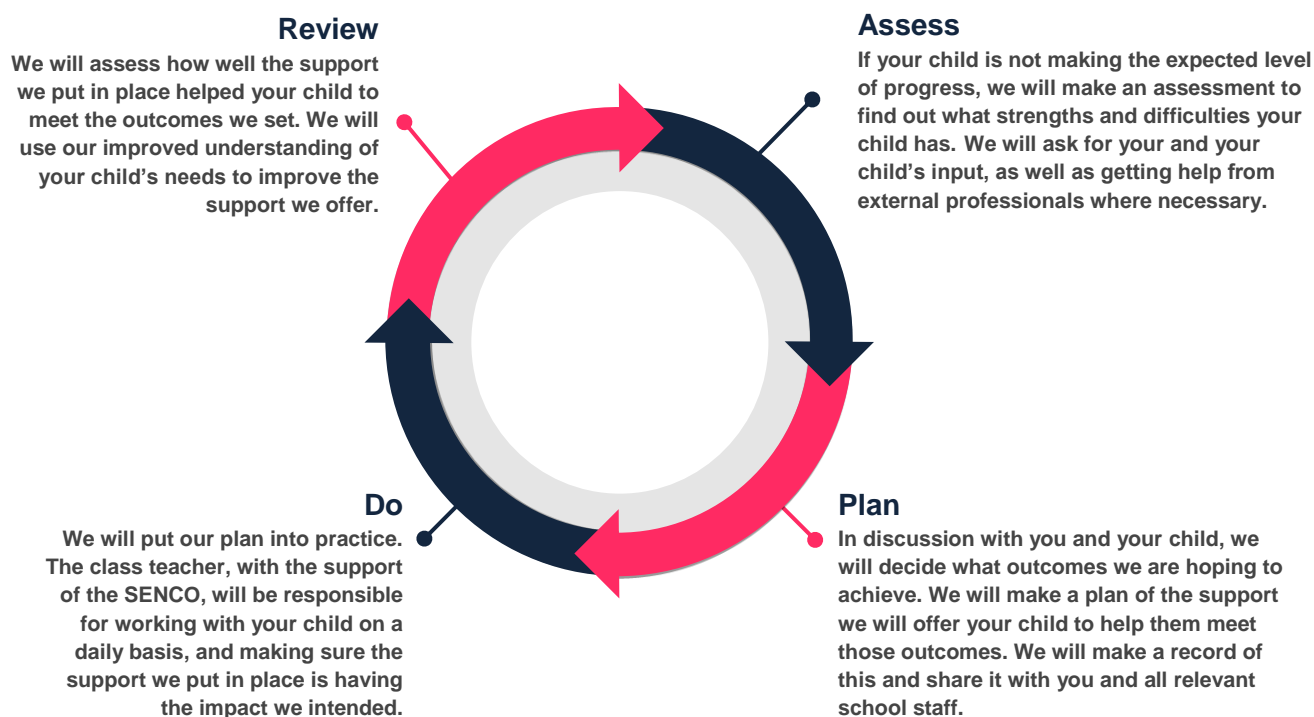 Review
We will assess how well the support
we put in place helped your child to
meet the outcomes we set. We will
use our improved understanding of
your child’s needs to improve the
support we offer.
Assess
If your child is not making the expected level
of progress, we will make an assessment to
find out what strengths and difficulties your
child has. We will ask for your and your
child’s input, as well as getting help from
external professionals where necessary.
Do
We will put our plan into practice.
The class teacher, with the support
of the SENCO, will be responsible
for working with your child on a
daily basis, and making sure the
support we put in place is having
the impact we intended.
Plan
In discussion with you and your child, we
will decide what outcomes we are hoping to
achieve. We will make a plan of the support
we will offer your child to help them meet
those outcomes. We will make a record of
this and share it with you and all relevant
school staff.